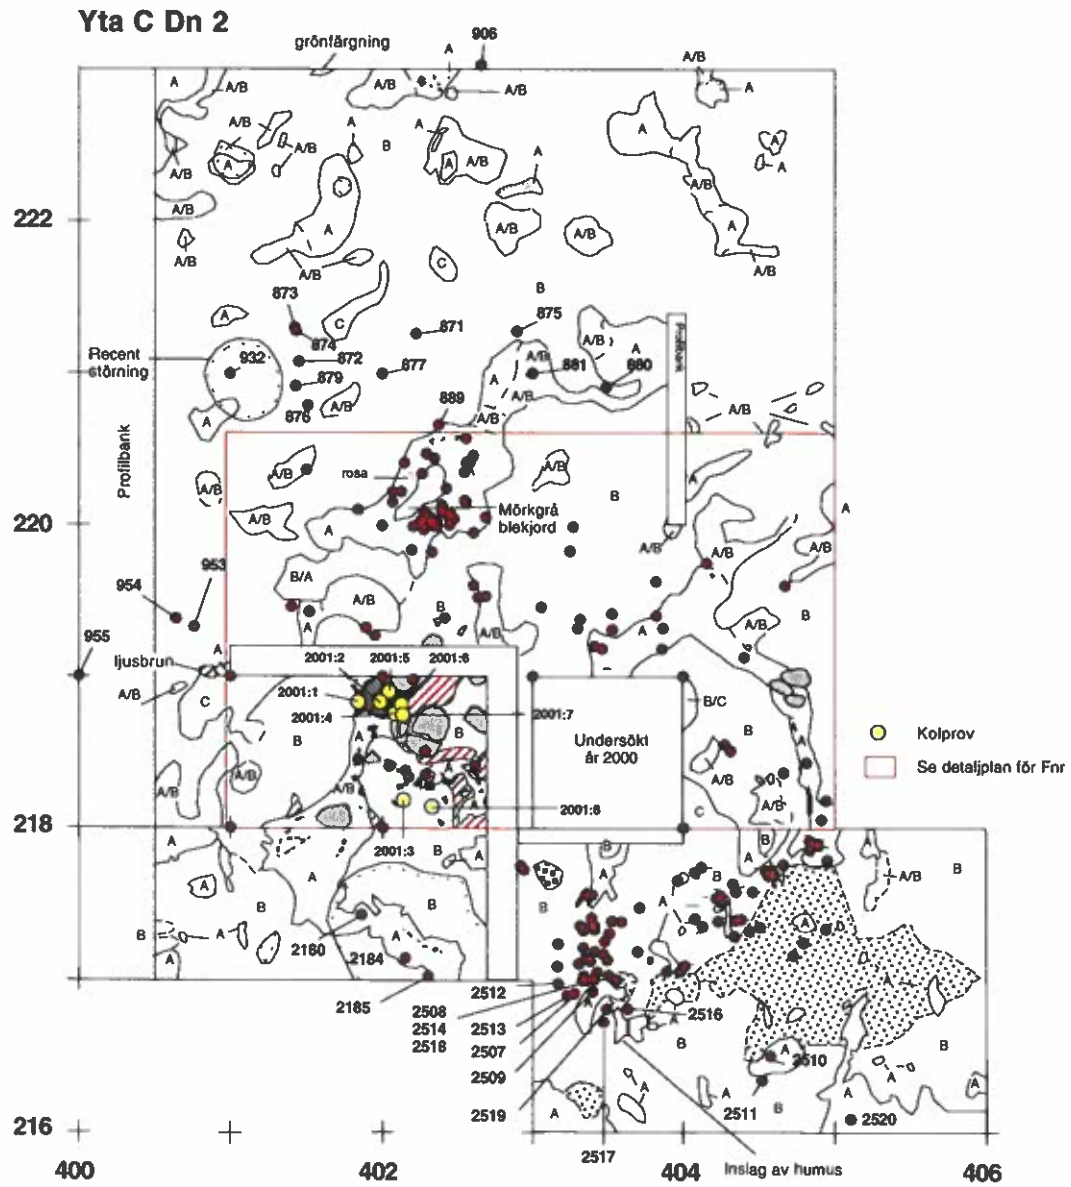 Yta C Dn 2
906
grönfärgning
A
A/B
A
A/B
A/B
A/B
A
A/B
A/B
A
A
B
A
A/B
A/B
A
A
A
A/B
A
A
A/B
A/B
A/B
A
222
A
A/B
A/B
A/B
A/B
A/B
C
873
B
875
A
C
871
874
A/B
A
Profilbank
Recent
störning
932
872
A/B
881
880
879
877
A
876
A/B
889
A/B
A/B
A
A/B
Profilbank
rosa
A/B
A/B
A/B
A
A/B
B
Mörkgrå
blekjord
220
A
A
A/B
A/B
A/B
953
B/A
954
A/B
B
B
A
A/B
A
A/B
955
A
ljusbrun
2001:2
2001:5
2001:6
A/B
C
2001:1
B/C
2001:4
2001:7
B
B
B
Kolprov
A
Undersökt
år 2000
A/B
A/B
A/B
A/B
A/B
Se detaljplan för Fnr
2001:8
C
218
A
2001:3
B
A
B
B
A
A
A
B
B
A/B
B
A
B
B
A
A
B
A
2180
A
2184
2185
2512
2508
2514
2513
2516
2518
2507
B
B
A
2510
2509
A
A
A
A
2519
A
2511
B
A
2520
216
2517
400
402
404
Inslag av humus
406